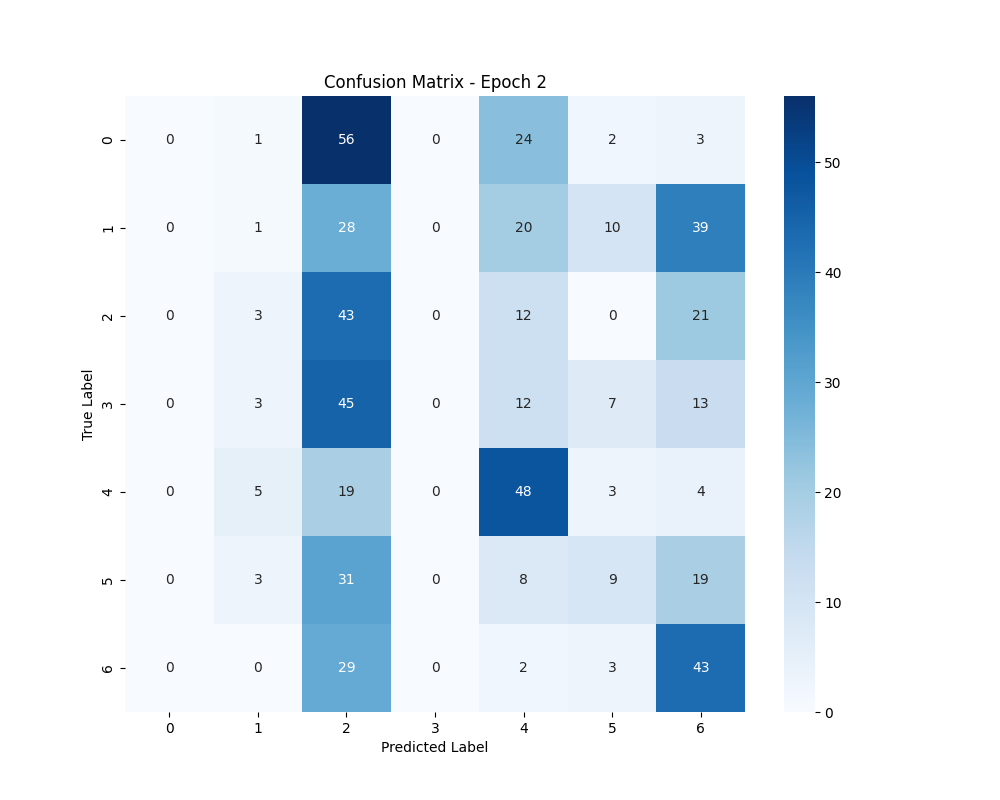 Confusion Matrix - Epoch 2
True Label
0 0 1 56 0 24 2 3
1 0 1 28 0 20 10 39
2 0 3 43 0 12 0 21
3 0 3 45 0 12 7 13
4 0 5 19 0 48 3 4
5 0 3 31 0 8 9 19
6 0 0 29 0 2 3 43
0 1 2 3 4 5 6
Predicted Label
50
40
30
20
10
0